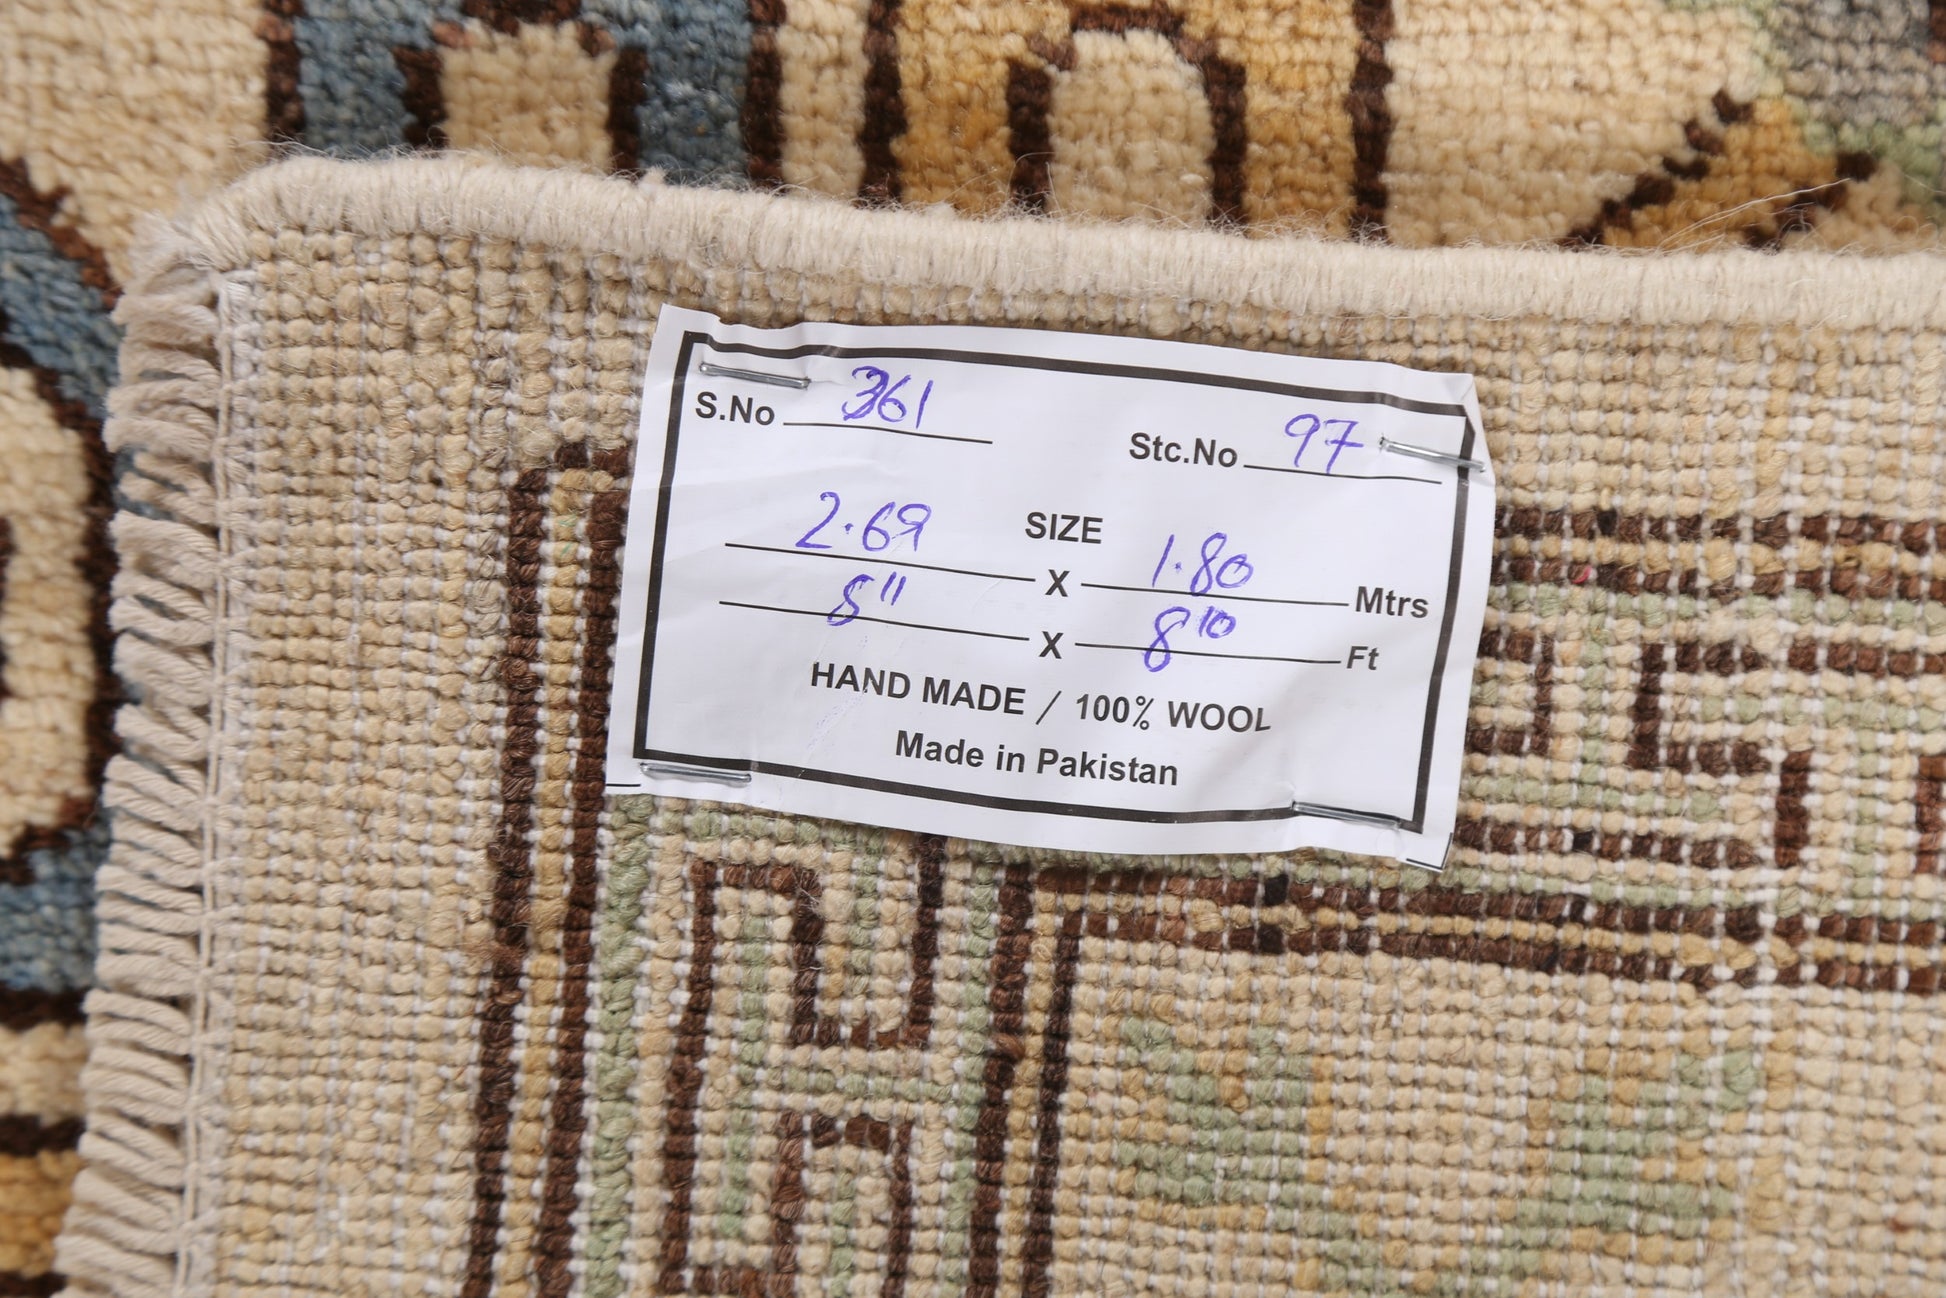 S.No 361
Stc.No 97
SIZE
2.69 X 1.80 Mtrs
5" X 8'10 Ft
HAND MADE / 100% WOOL
Made in Pakistan